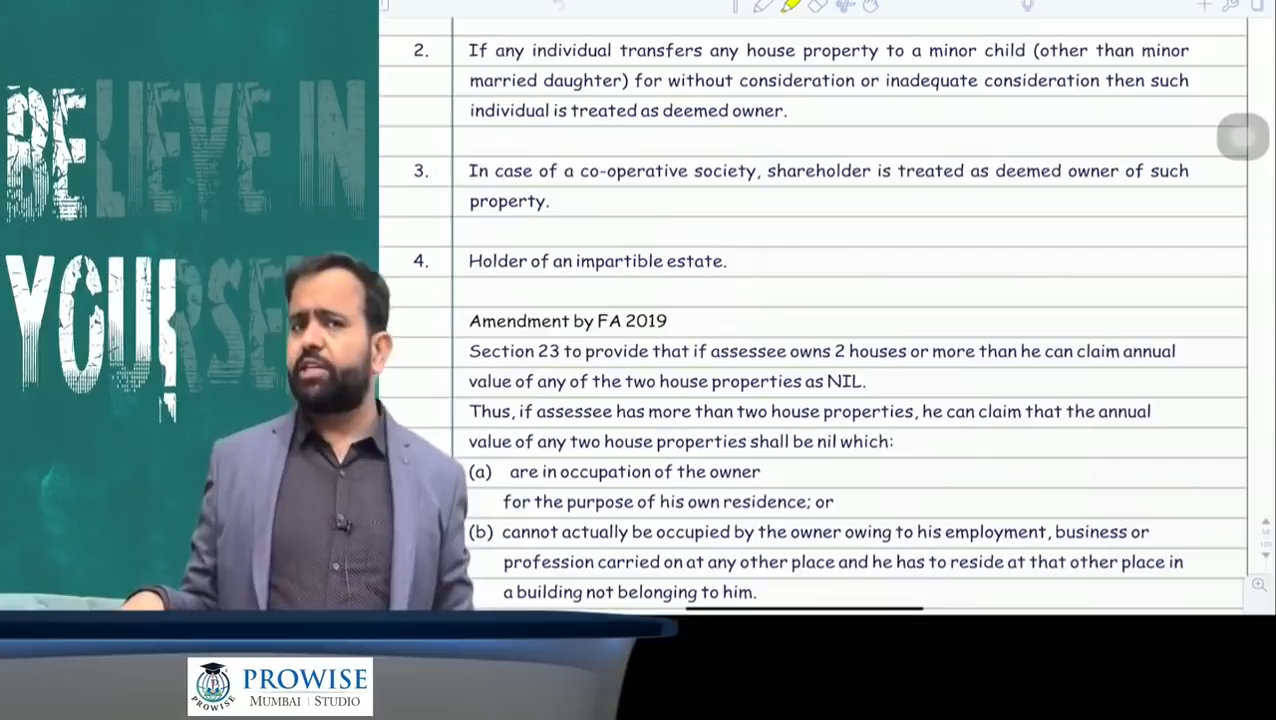 BELIEVE IN
YOURSE
2. If any individual transfers any house property to a minor child (other than minor
married daughter) for without consideration or inadequate consideration then such
individual is treated as deemed owner.
3. In case of a co-operative society, shareholder is treated as deemed owner of such
property.
4. Holder of an impartible estate.
Amendment by FA 2019
Section 23 to provide that if assessee owns 2 houses or more than he can claim annual
value of any of the two house properties as NIL.
Thus, if assessee has more than two house properties, he can claim that the annual
value of any two house properties shall be nil which:
(a) are in occupation of the owner
for the purpose of his own residence; or
(b) cannot actually be occupied by the owner owing to his employment, business or
profession carried on at any other place and he has to reside at that other place in
a building not belonging to him.
PROWISE
PROWISE
MUMBAI | STUDIO